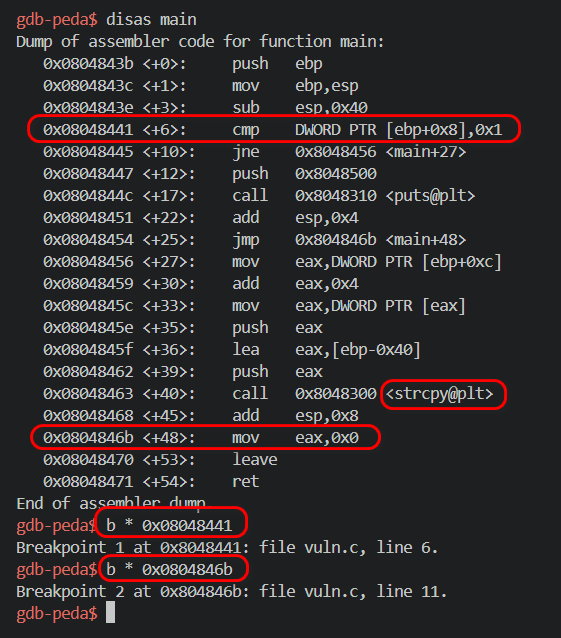 gdb-peda$ disas main
Dump of assembler code for function main:
0x0804843b <+0>: push ebp
0x0804843c <+1>: mov ebp,esp
0x0804843e <+3>: sub esp,0x40
0x08048441 <+6>: cmp DWORD PTR [ebp+0x8],0x1
0x08048445 <+10>: jne 0x8048456 <main+27>
0x08048447 <+12>: push 0x8048500
0x0804844c <+17>: call 0x8048310 <puts@plt>
0x08048451 <+22>: add esp,0x4
0x08048454 <+25>: jmp 0x804846b <main+48>
0x08048456 <+27>: mov eax,DWORD PTR [ebp+0xc]
0x08048459 <+30>: add eax,0x4
0x0804845c <+33>: mov eax,DWORD PTR [eax]
0x0804845e <+35>: push eax
0x0804845f <+36>: lea eax,[ebp-0x40]
0x08048462 <+39>: push eax
0x08048463 <+40>: call 0x8048300 <strcpy@plt>
0x08048468 <+45>: add esp,0x8
0x0804846b <+48>: mov eax,0x0
0x08048470 <+53>: leave
0x08048471 <+54>: ret
End of assembler dump.
gdb-peda$ b * 0x08048441
Breakpoint 1 at 0x8048441: file vuln.c, line 6.
gdb-peda$ b * 0x0804846b
Breakpoint 2 at 0x804846b: file vuln.c, line 11.
gdb-peda$